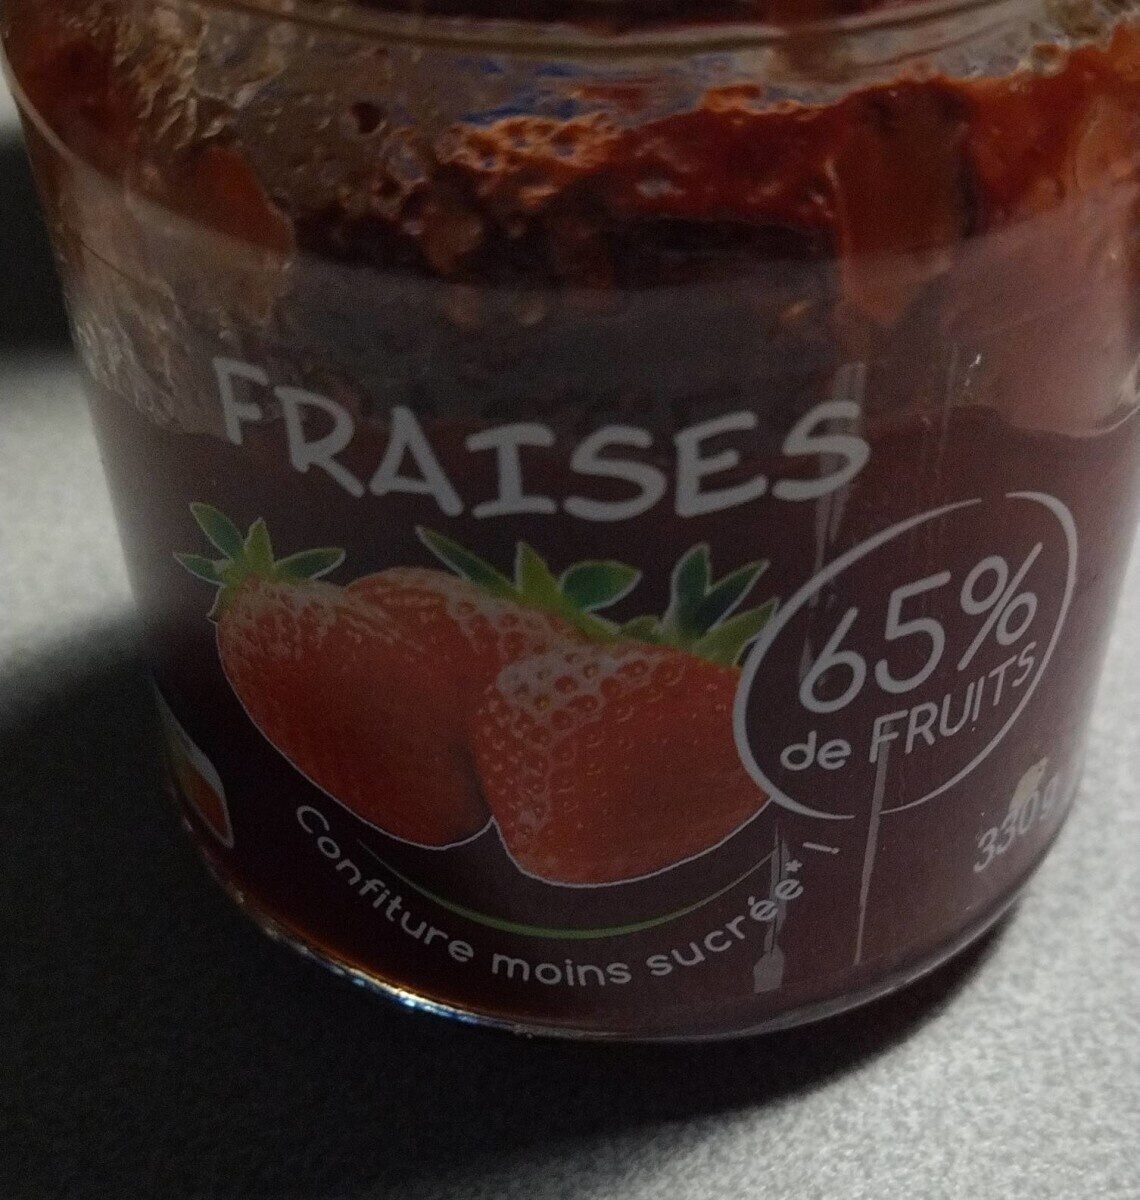 FRAISES
65%
de FRUITS
330g
Confiture moins sucrée* !